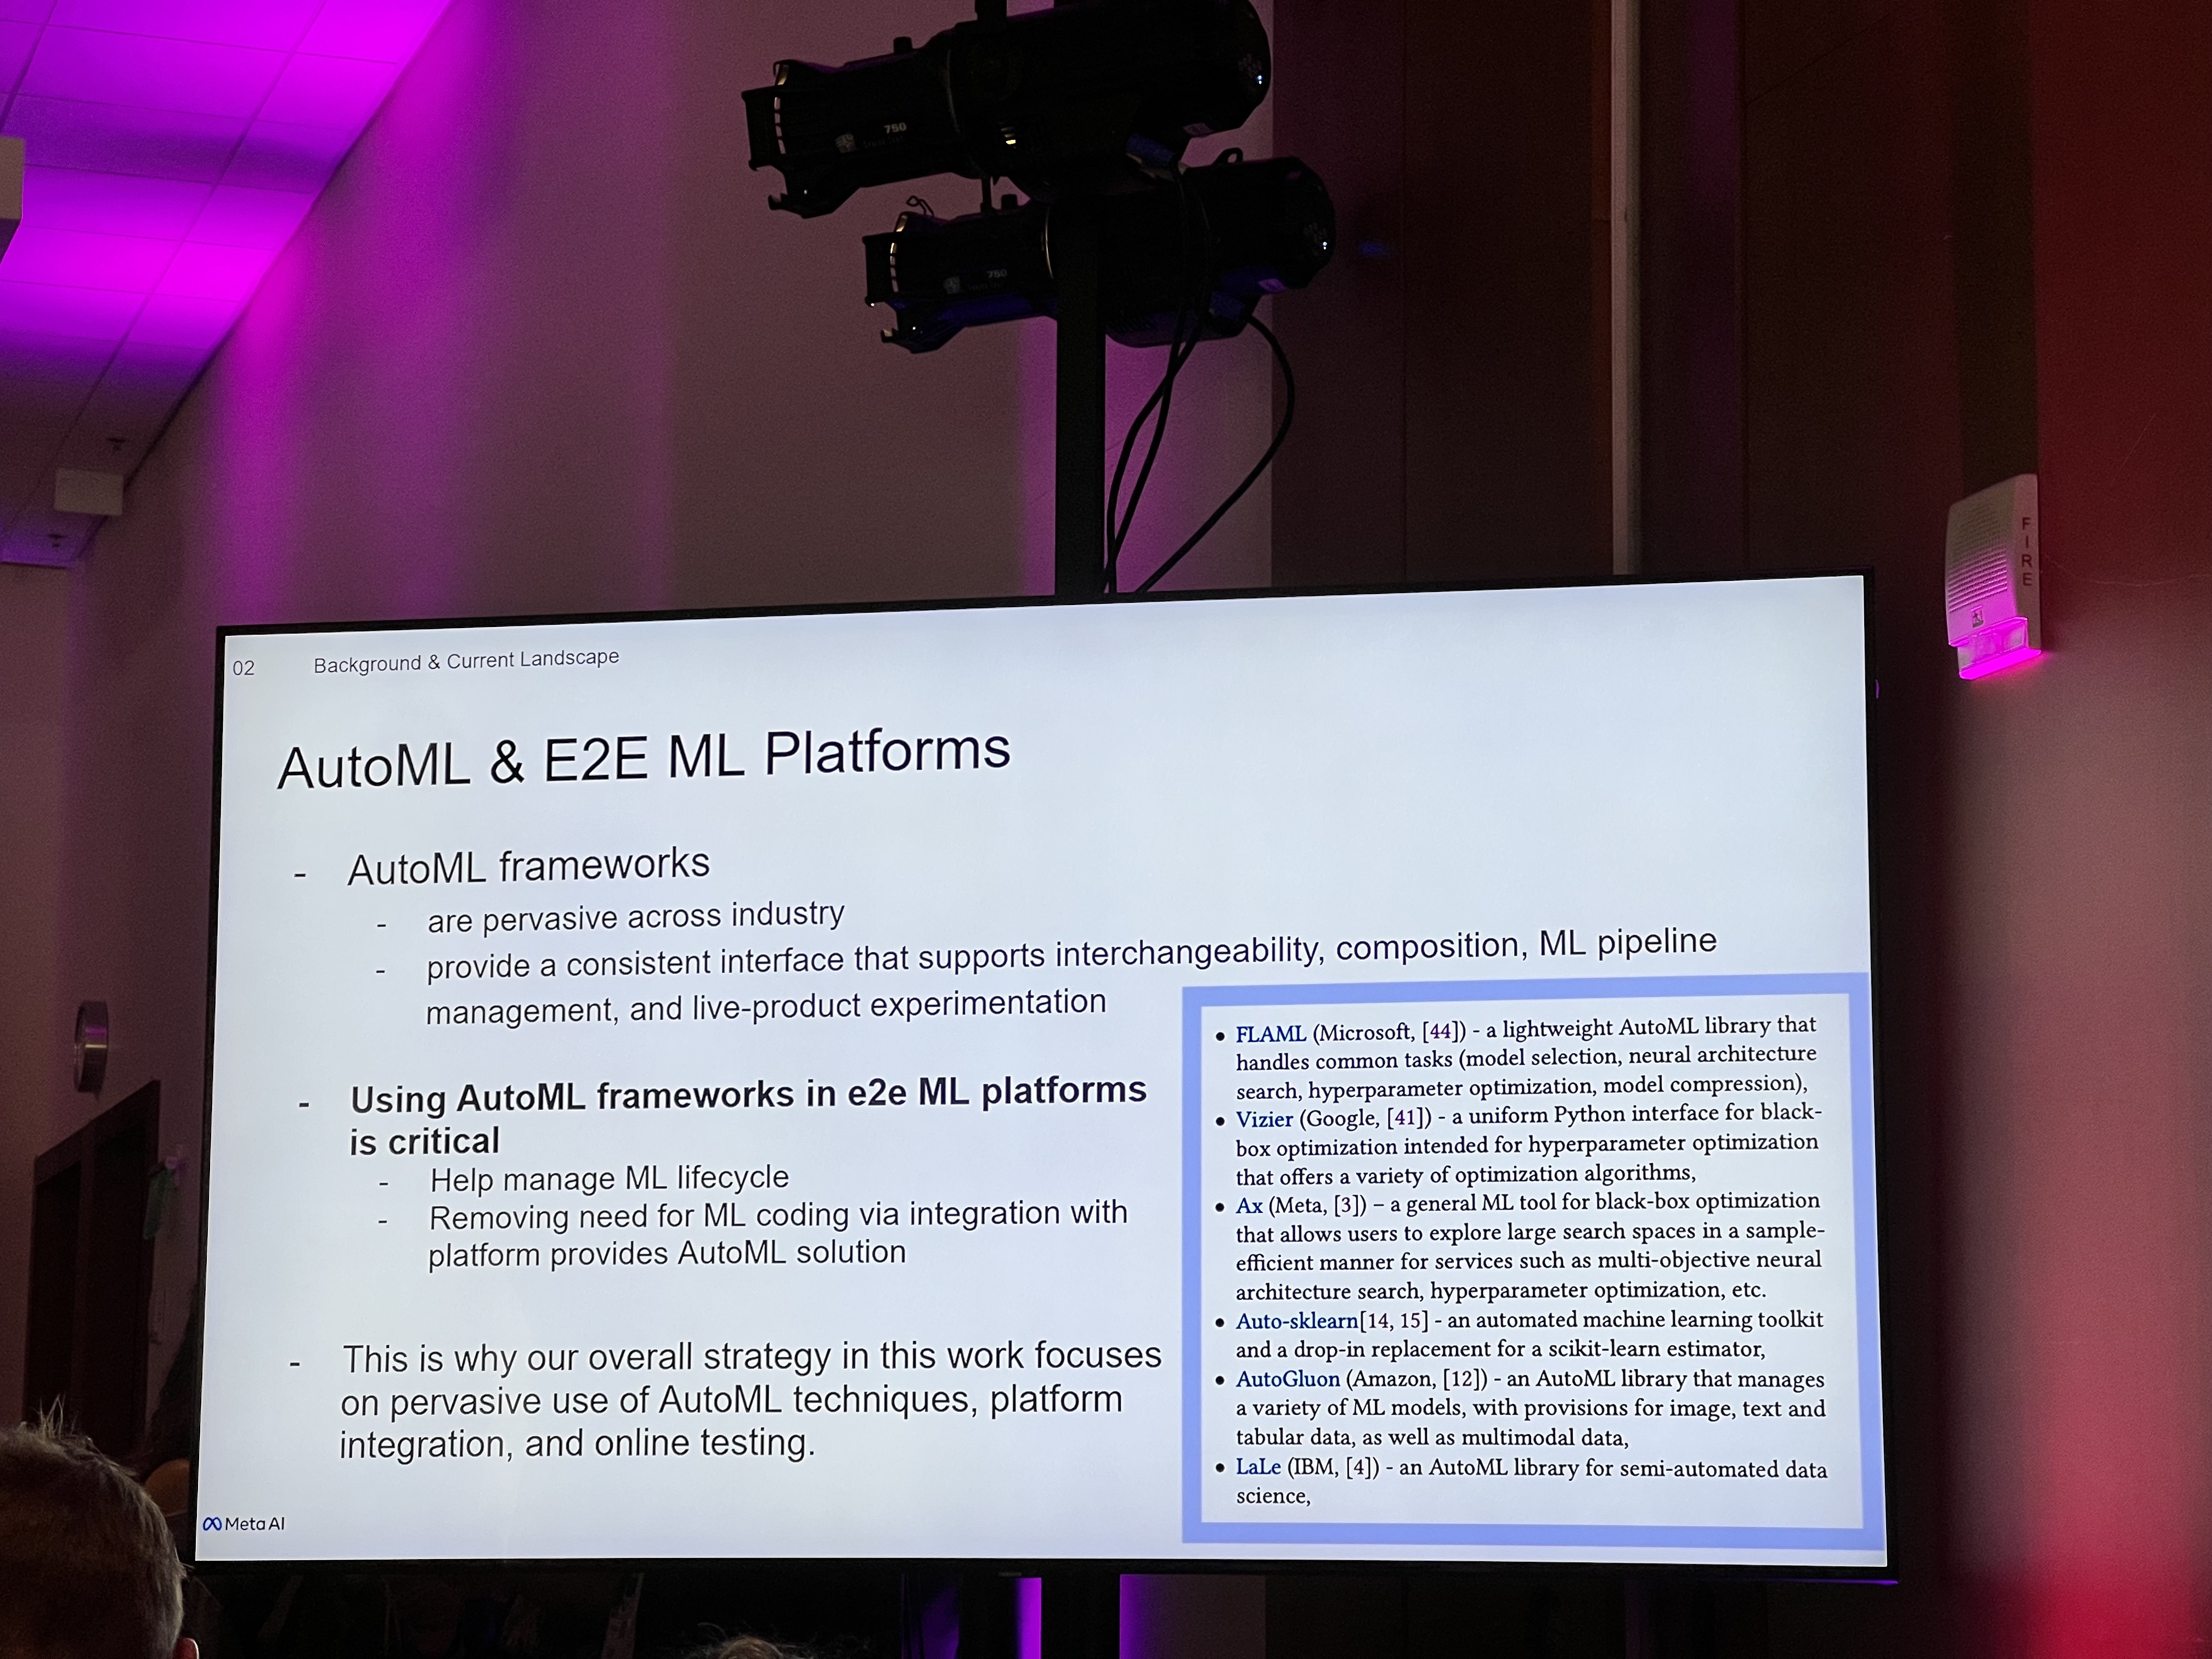 750
750
FIRE
02 Background & Current Landscape
AutoML & E2E ML Platforms
- AutoML frameworks
- are pervasive across industry
- provide a consistent interface that supports interchangeability, composition, ML pipeline
management, and live-product experimentation
- Using AutoML frameworks in e2e ML platforms
is critical
- Help manage ML lifecycle
- Removing need for ML coding via integration with
platform provides AutoML solution
- This is why our overall strategy in this work focuses
on pervasive use of AutoML techniques, platform
integration, and online testing.
• FLAML (Microsoft, [44]) - a lightweight AutoML library that
handles common tasks (model selection, neural architecture
search, hyperparameter optimization, model compression),
• Vizier (Google, [41]) - a uniform Python interface for black-
box optimization intended for hyperparameter optimization
that offers a variety of optimization algorithms,
• Ax (Meta, [3]) – a general ML tool for black-box optimization
that allows users to explore large search spaces in a sample-
efficient manner for services such as multi-objective neural
architecture search, hyperparameter optimization, etc.
• Auto-sklearn[14, 15] - an automated machine learning toolkit
and a drop-in replacement for a scikit-learn estimator,
• AutoGluon (Amazon, [12]) - an AutoML library that manages
a variety of ML models, with provisions for image, text and
tabular data, as well as multimodal data,
• LaLe (IBM, [4]) - an AutoML library for semi-automated data
science,
Meta AI